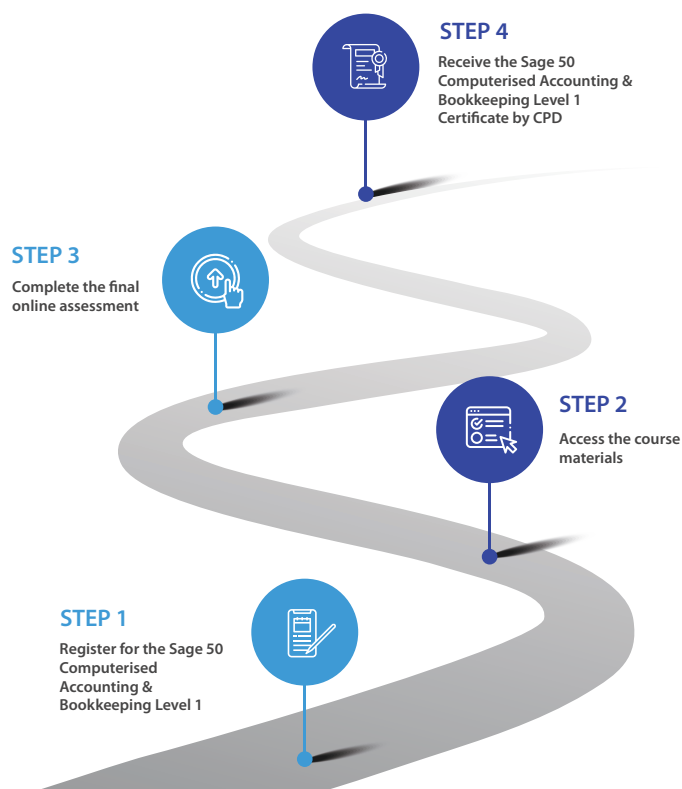 STEP 4
Receive the Sage 50
Computerised Accounting &
Bookkeeping Level 1
Certificate by CPD
STEP 3
Complete the final
online assessment
STEP 2
Access the course
materials
STEP 1
Register for the Sage 50
Computerised
Accounting &
Bookkeeping Level 1